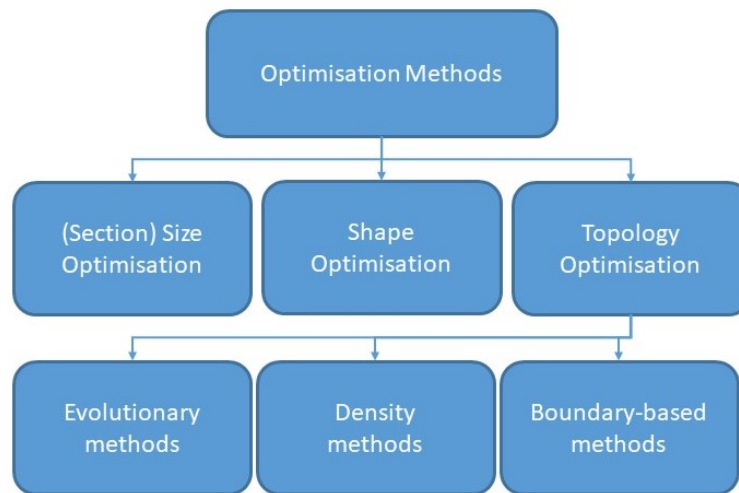 Optimisation Methods
(Section) Size
Optimisation
Shape
Optimisation
Topology
Optimisation
Evolutionary
methods
Density
methods
Boundary-based
methods